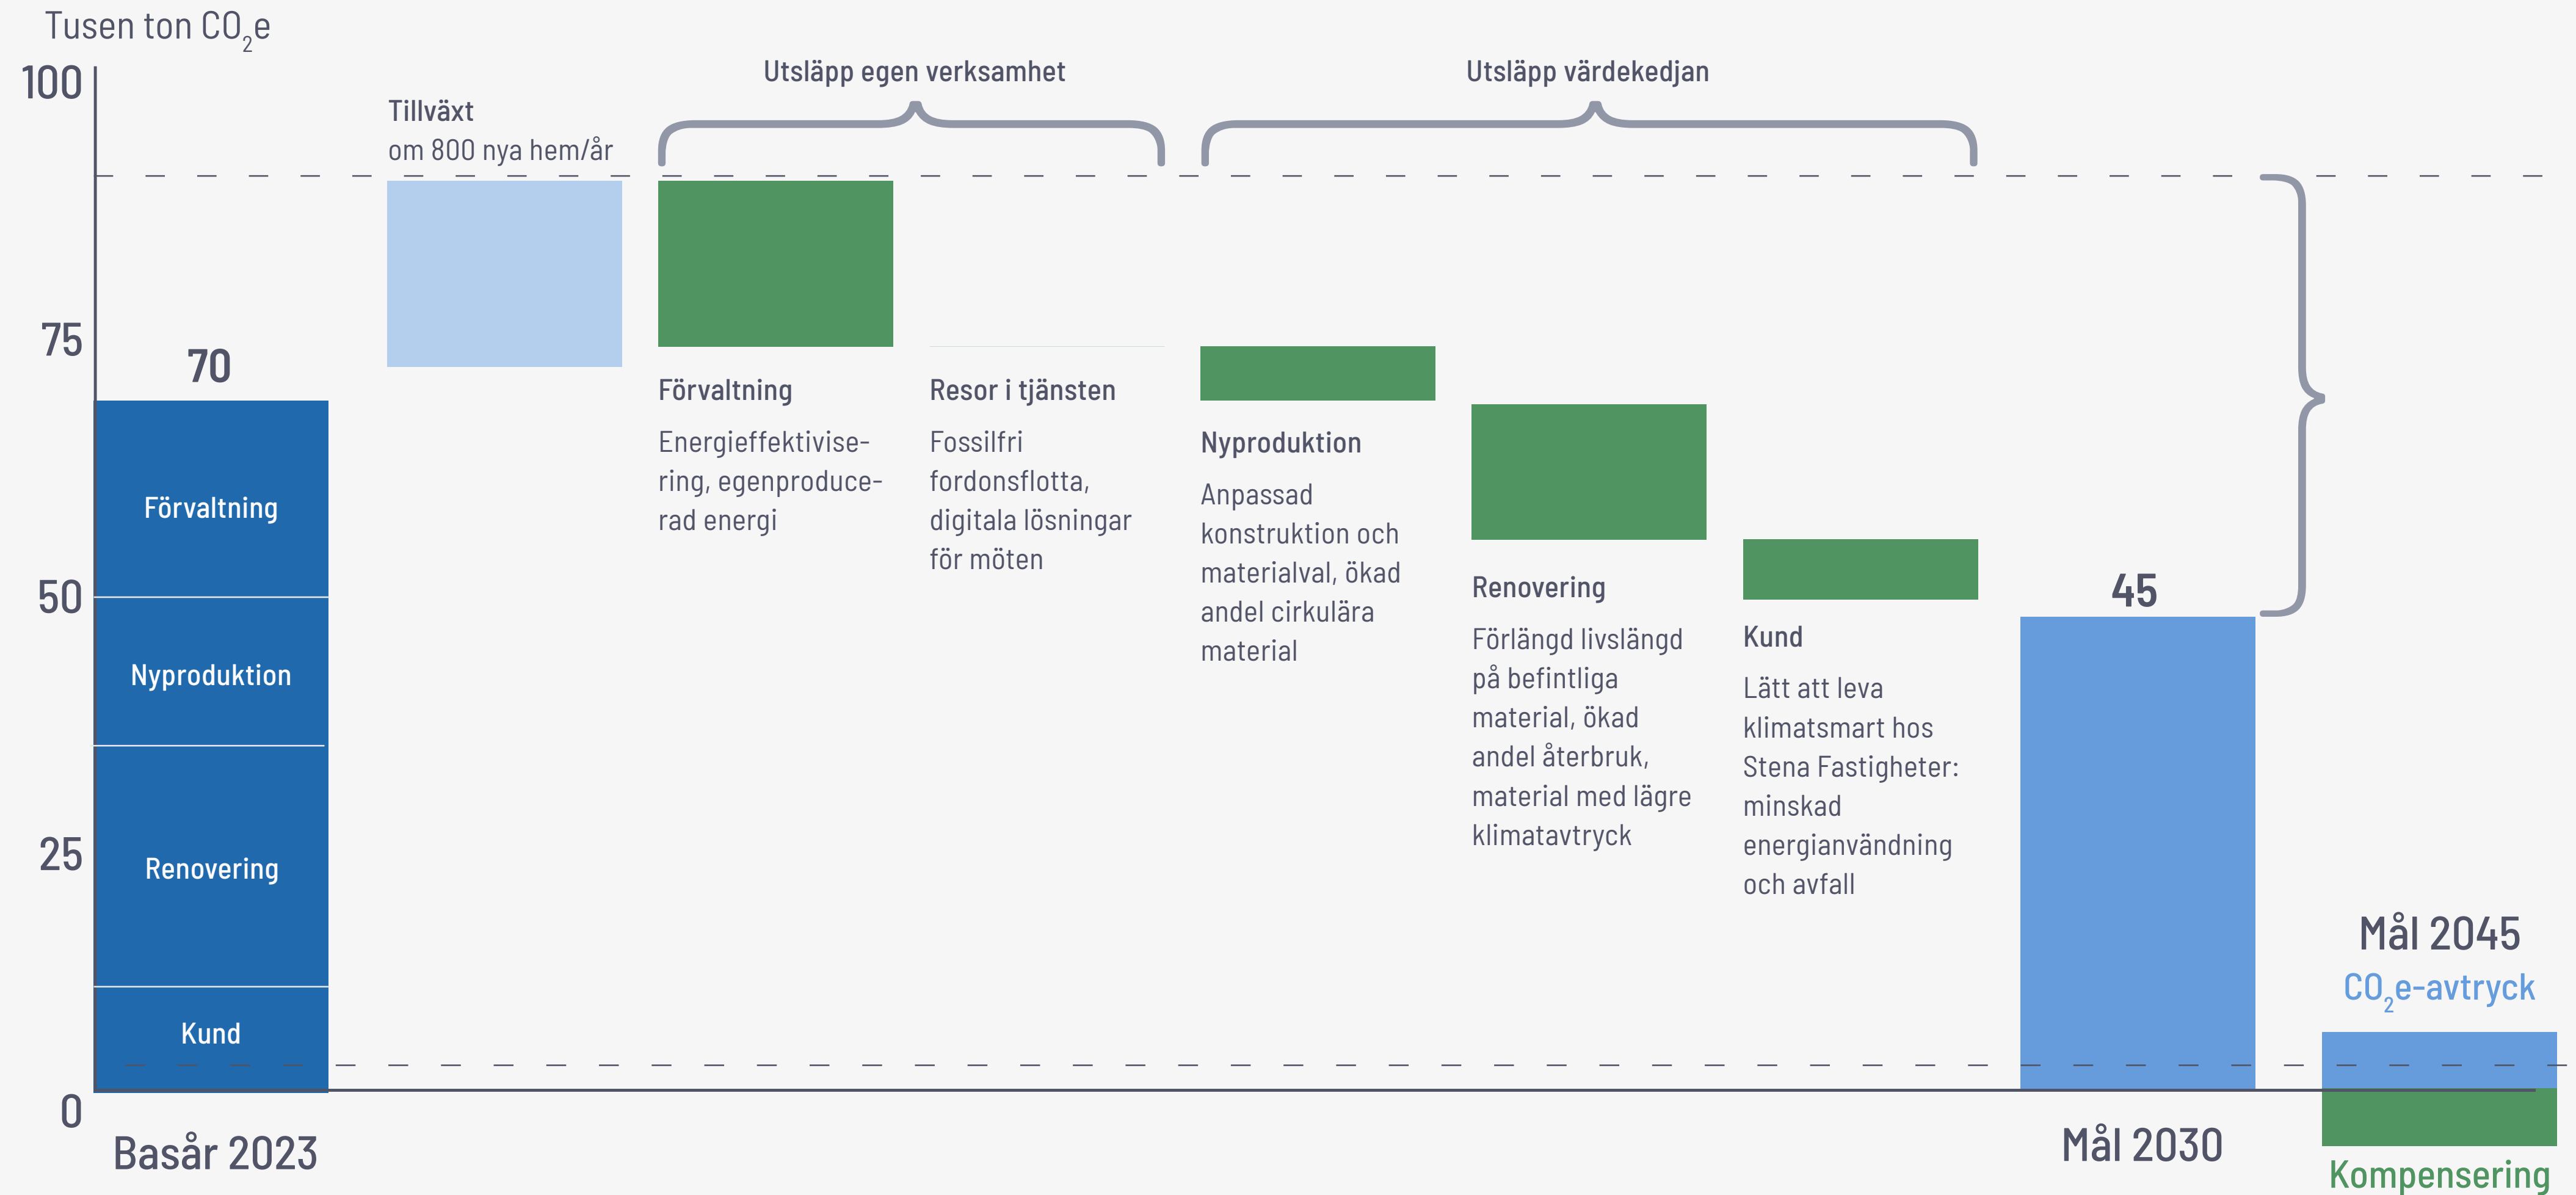 Tusen ton CO₂e
100
75
50
25
0
70
Förvaltning
Nyproduktion
Renovering
Kund
Basår 2023
Tillväxt
om 800 nya hem/år
Utsläpp egen verksamhet
Förvaltning
Energieffektivise-
ring, egenproduce-
rad energi
Resor i tjänsten
Fossilfri
fordonsflotta,
digitala lösningar
för möten
Utsläpp värdekedjan
Nyproduktion
Anpassad
konstruktion och
materialval, ökad
andel cirkulära
material
Renovering
Förlängd livslängd
på befintliga
material, ökad
andel återbruk,
material med lägre
klimatavtryck
Kund
Lätt att leva
klimatsmart hos
Stena Fastigheter:
minskad
energianvändning
och avfall
45
Mål 2030
Mål 2045
CO₂e-avtryck
Kompensering